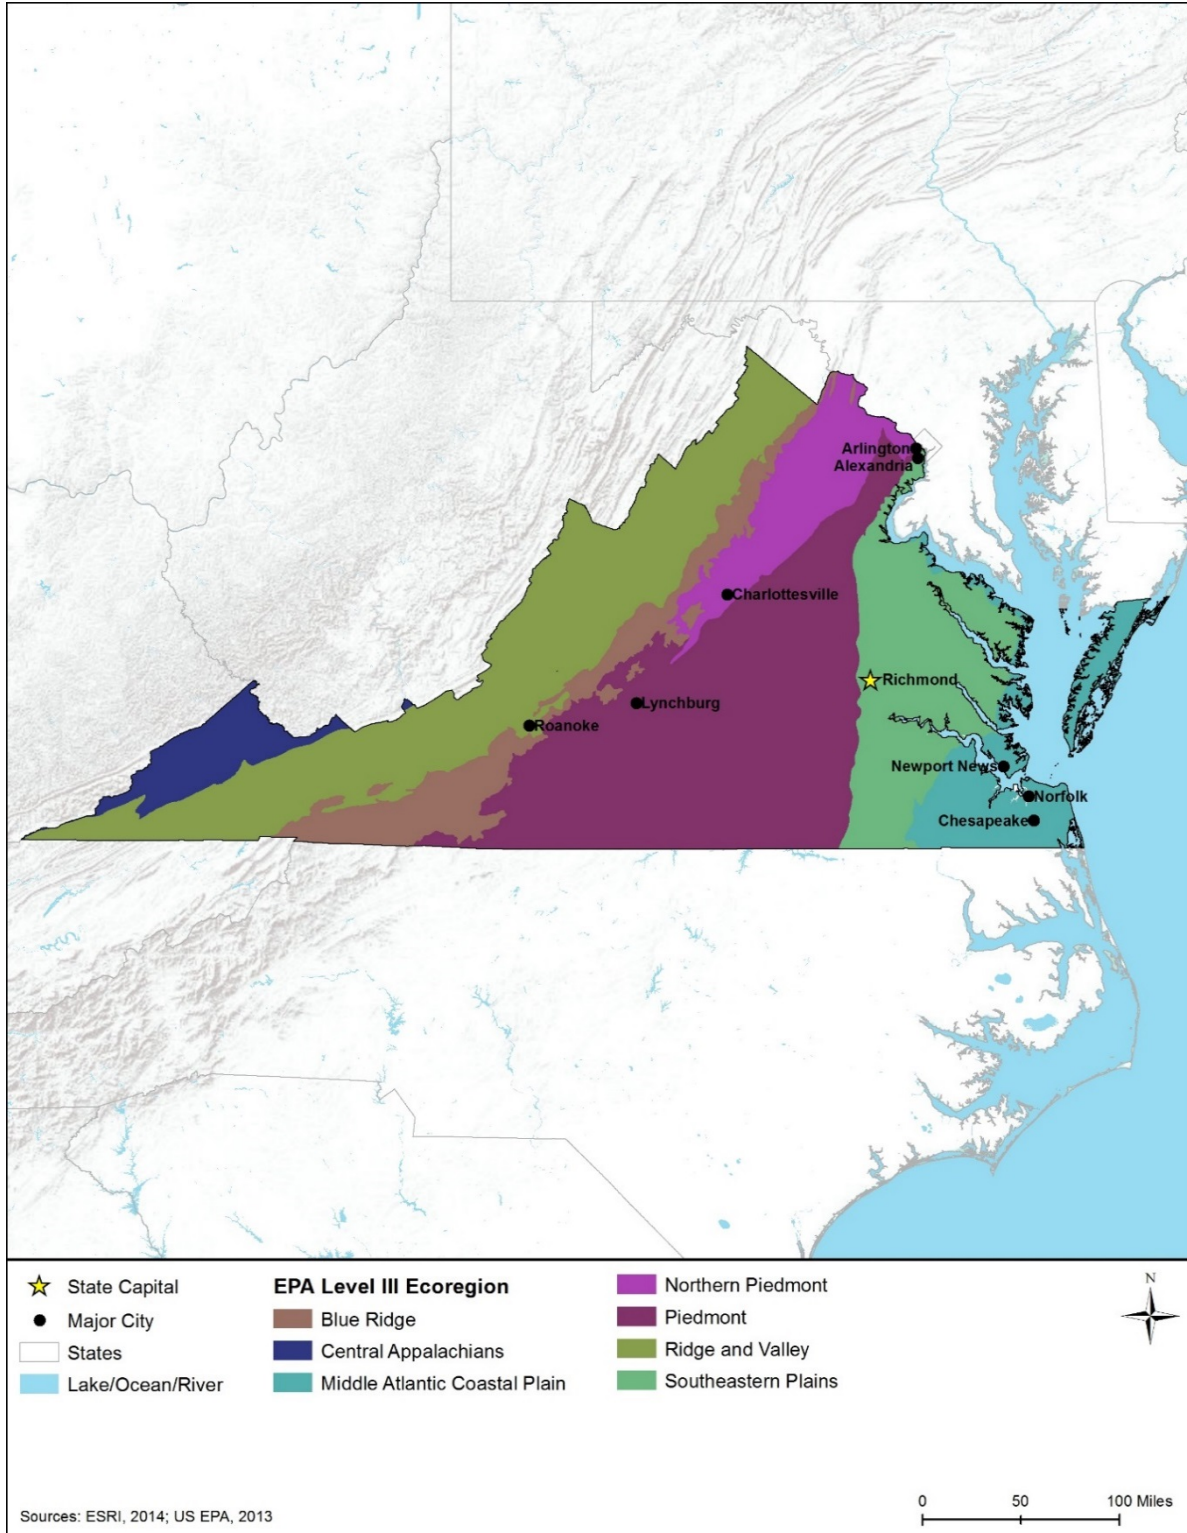 Arlington
Alexandria
Charlottesville
Richmond
Lynchburg
Roanoke
Newport News
Norfolk
Chesapeake
State Capital
Major City
States
Lake/Ocean/River
EPA Level III Ecoregion
Blue Ridge
Central Appalachians
Middle Atlantic Coastal Plain
Northern Piedmont
Piedmont
Ridge and Valley
Southeastern Plains
N
Sources: ESRI, 2014; US EPA, 2013
0 50 100 Miles